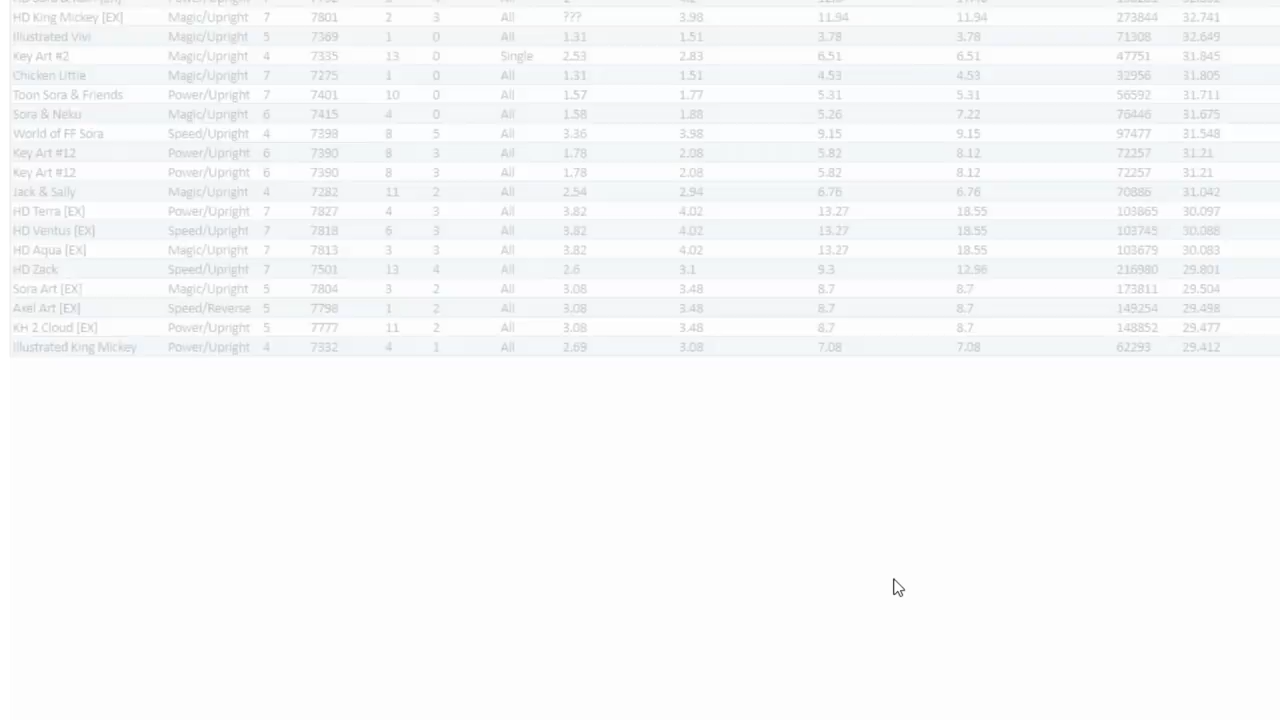 HD King Mickey [EX] Magic/Upright 7 7801 2 3 All ??? 3.98 11.94 11.94 273844 32.741
Illustrated Vivi Magic/Upright 5 7369 1 0 All 1.31 1.51 3.78 3.78 71308 32.649
Key Art #2 Magic/Upright 4 7335 13 0 Single 2.53 2.83 6.51 6.51 47751 31.845
Chicken Little Magic/Upright 7 7275 1 0 All 1.31 1.51 4.53 4.53 32956 31.805
Toon Sora & Friends Power/Upright 7 7401 10 0 All 1.57 1.77 5.31 5.31 56592 31.711
Sora & Neku Magic/Upright 6 7415 4 0 All 1.58 1.88 5.26 7.22 76446 31.675
World of FF Sora Speed/Upright 4 7398 8 5 All 3.36 3.98 9.15 9.15 97477 31.548
Key Art #12 Power/Upright 6 7390 8 3 All 1.78 2.08 5.82 8.12 72257 31.21
Key Art #12 Power/Upright 6 7390 8 3 All 1.78 2.08 5.82 8.12 72257 31.21
Jack & Sally Magic/Upright 4 7282 11 2 All 2.54 2.94 6.76 6.76 70886 31.042
HD Terra [EX] Power/Upright 7 7827 4 3 All 3.82 4.02 13.27 18.55 103865 30.097
HD Ventus [EX] Speed/Upright 7 7818 6 3 All 3.82 4.02 13.27 18.55 103745 30.088
HD Aqua [EX] Magic/Upright 7 7813 3 3 All 3.82 4.02 13.27 18.55 103679 30.083
HD Zack Speed/Upright 7 7501 13 4 All 2.6 3.1 9.3 12.96 216980 29.801
Sora Art [EX] Magic/Upright 5 7804 3 2 All 3.08 3.48 8.7 8.7 173811 29.504
Axel Art [EX] Speed/Reverse 5 7798 1 2 All 3.08 3.48 8.7 8.7 149254 29.498
KH 2 Cloud [EX] Power/Upright 5 7777 11 2 All 3.08 3.48 8.7 8.7 148852 29.477
Illustrated King Mickey Power/Upright 4 7332 4 1 All 2.69 3.08 7.08 7.08 62293 29.412